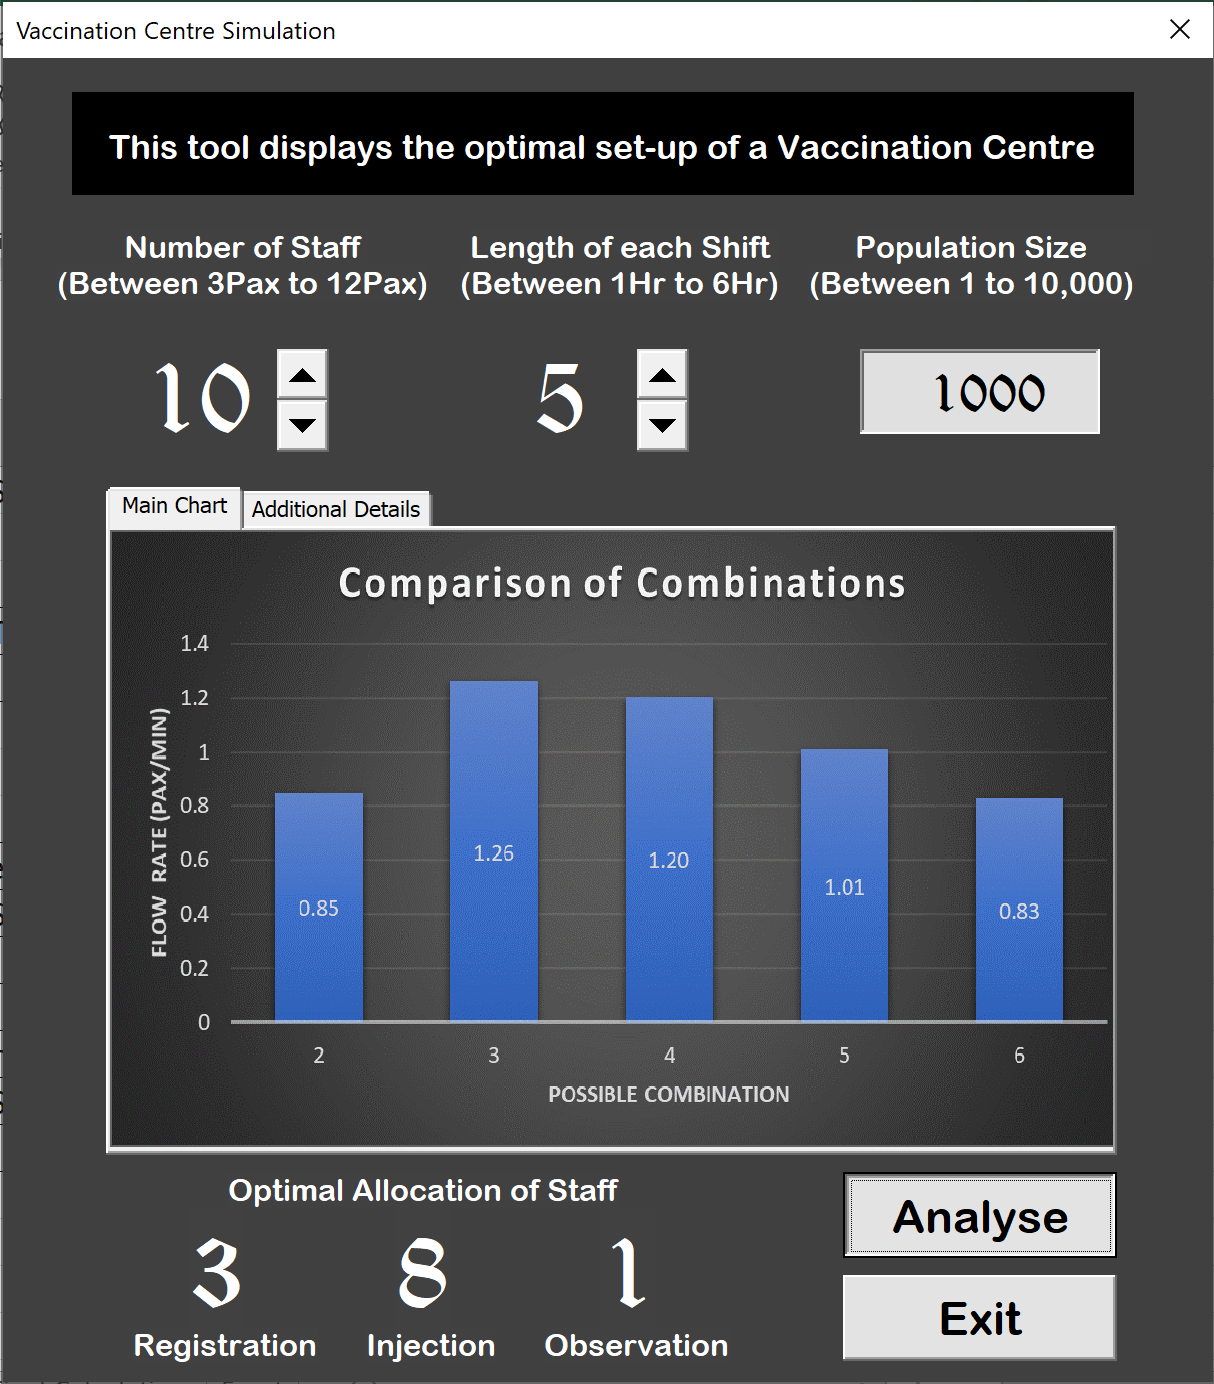 Vaccination Centre Simulation
This tool displays the optimal set-up of a Vaccination Centre
Number of Staff
(Between 3Pax to 12Pax)
Length of each Shift
(Between 1Hr to 6Hr)
Population Size
(Between 1 to 10,000)
10
5
1000
Main Chart
Additional Details
Comparison of Combinations
FLOW RATE (PAX/MIN)
1.4
1.2
1
0.8
0.6
0.4
0.2
0
0.85
1.26
1.20
1.01
0.83
2
3
4
5
6
POSSIBLE COMBINATION
Optimal Allocation of Staff
3
8
1
Registration
Injection
Observation
Analyse
Exit